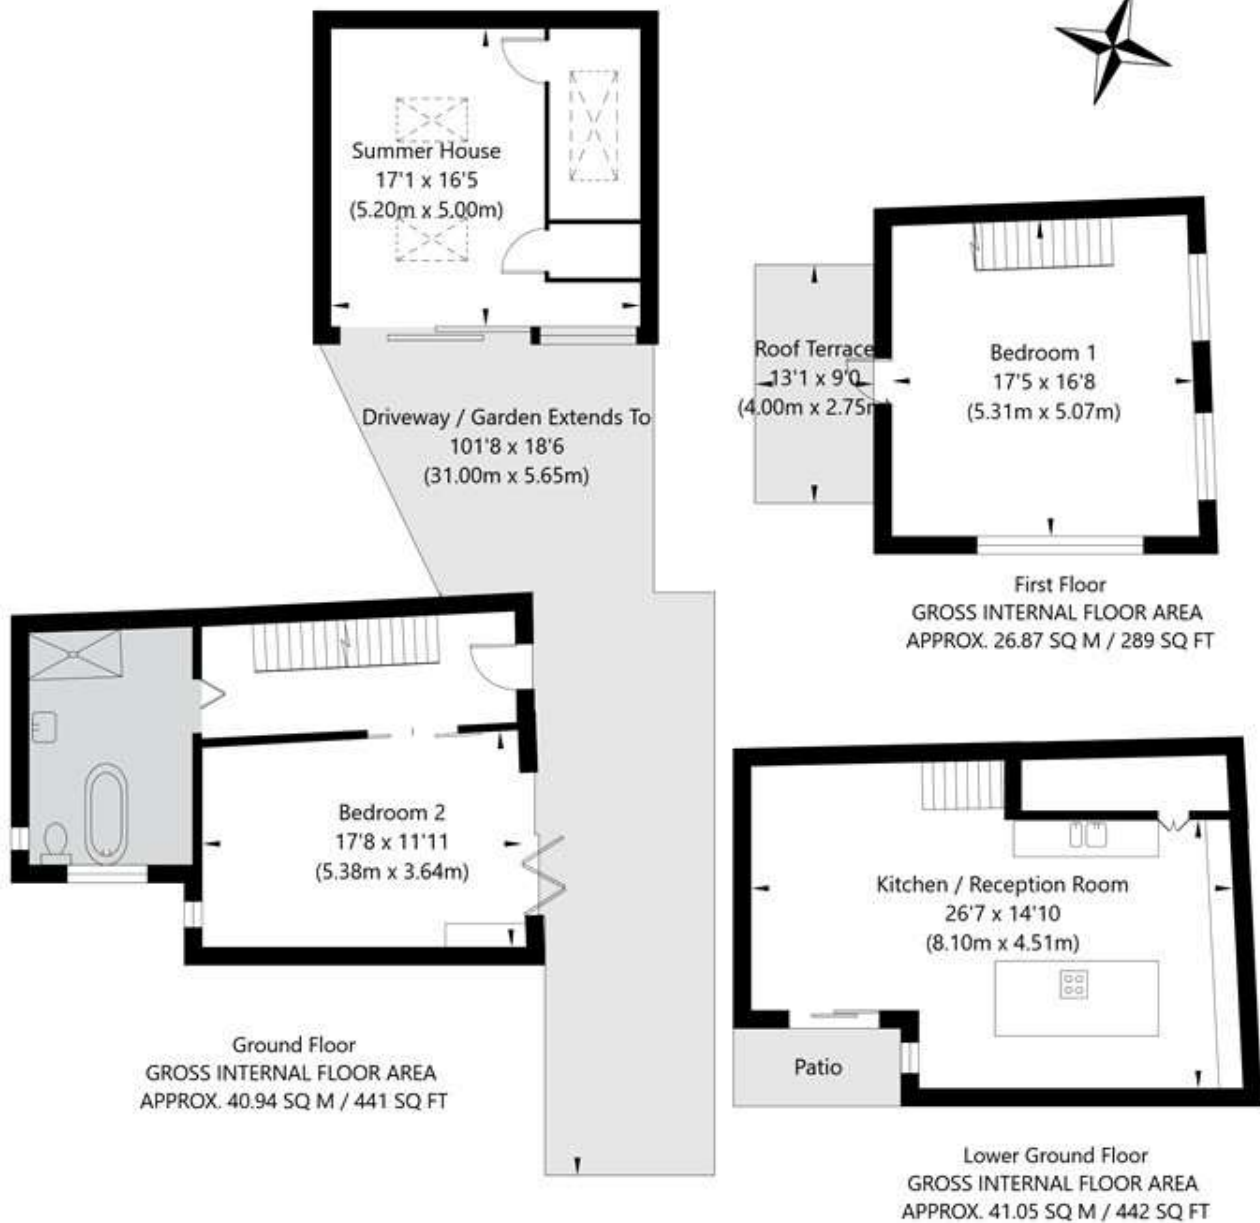 Summer House
17'1 x 16'5
(5.20m x 5.00m)
Driveway / Garden Extends To
101'8 x 18'6
(31.00m x 5.65m)
Roof Terrace
13'1 x 9'0
(4.00m x 2.75m)
Bedroom 1
17'5 x 16'8
(5.31m x 5.07m)
First Floor
GROSS INTERNAL FLOOR AREA
APPROX. 26.87 SQ M / 289 SQ FT
Bedroom 2
17'8 x 11'11
(5.38m x 3.64m)
Ground Floor
GROSS INTERNAL FLOOR AREA
APPROX. 40.94 SQ M / 441 SQ FT
Kitchen / Reception Room
26'7 x 14'10
(8.10m x 4.51m)
Patio
Lower Ground Floor
GROSS INTERNAL FLOOR AREA
APPROX. 41.05 SQ M / 442 SQ FT